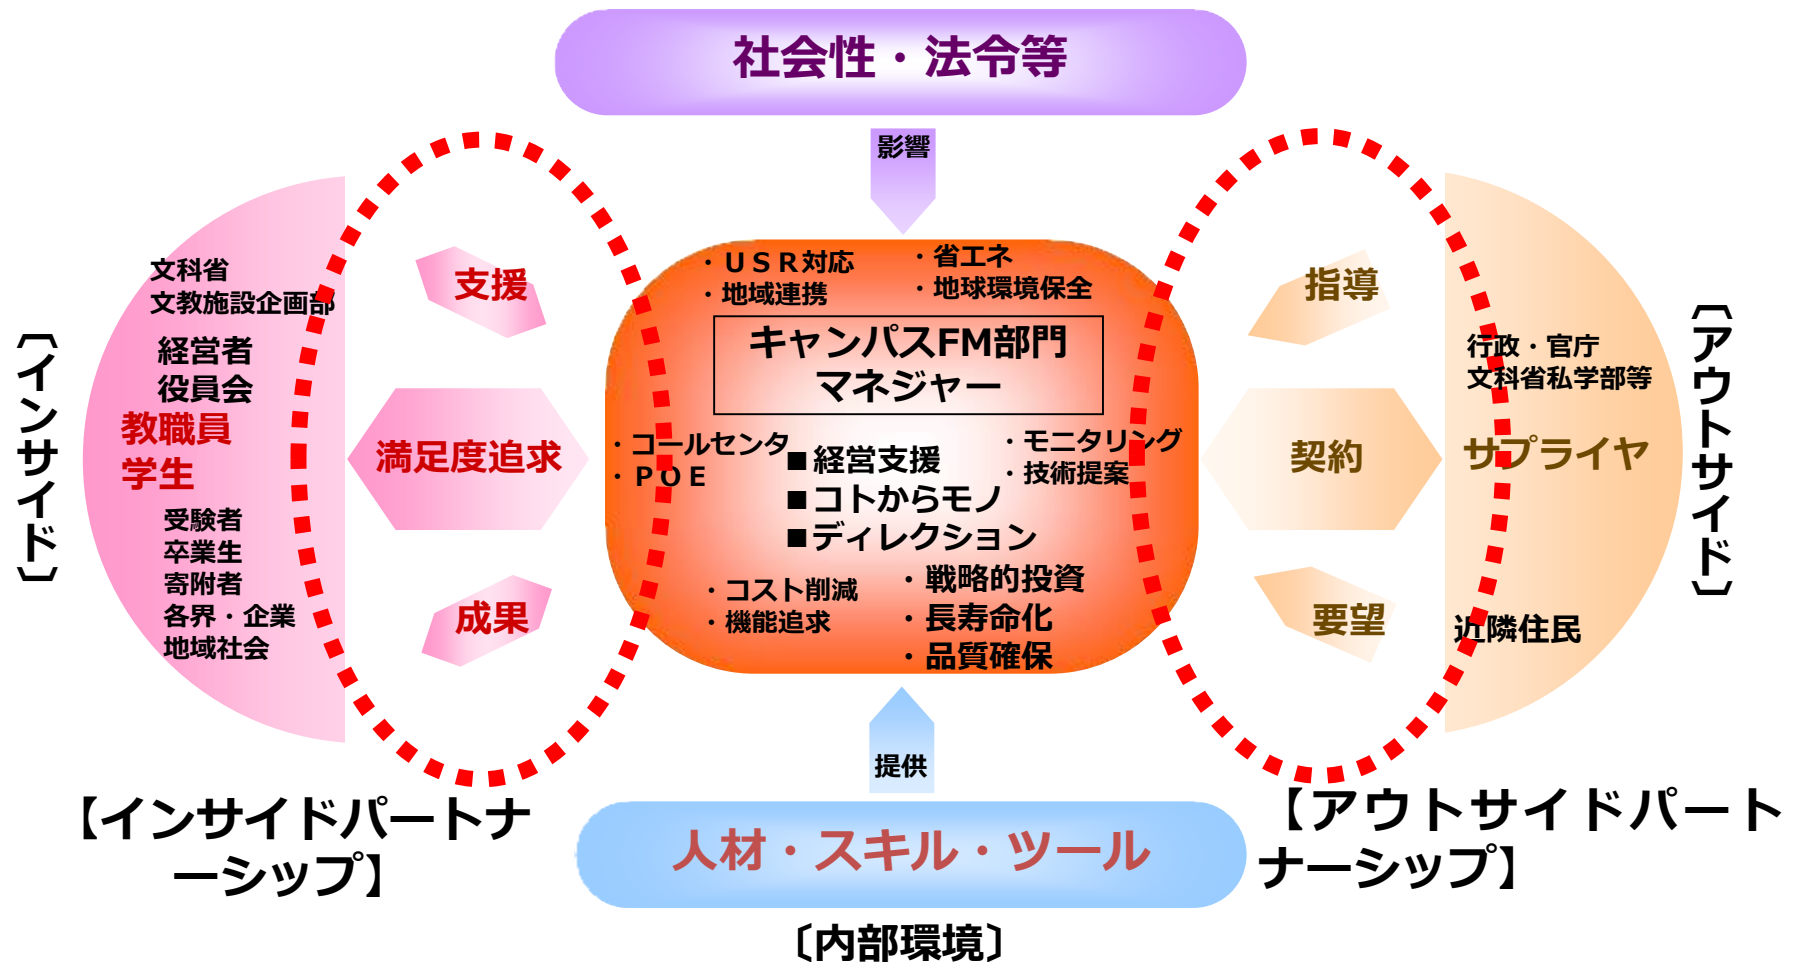 社会性・法令等
影響
〔インサイド〕
文科省
文教施設企画部
経営者
役員会
教職員
学生
受験者
卒業生
寄附者
各界・企業
地域社会
支援
満足度追求
成果
・ＵＳＲ対応
・地域連携
・省エネ
・地球環境保全
キャンパスFM部門
マネジャー
・コールセンタ
・ＰＯＥ
■経営支援
■コトからモノ
■ディレクション
・モニタリング
・技術提案
・コスト削減
・機能追求
・戦略的投資
・長寿命化
・品質確保
指導
契約
要望
行政・官庁
文科省私学部等
サプライヤ
近隣住民
〔アウトサイド〕
提供
【インサイドパートナ
ーシップ】
人材・スキル・ツール
【アウトサイドパート
ナーシップ】
〔内部環境〕